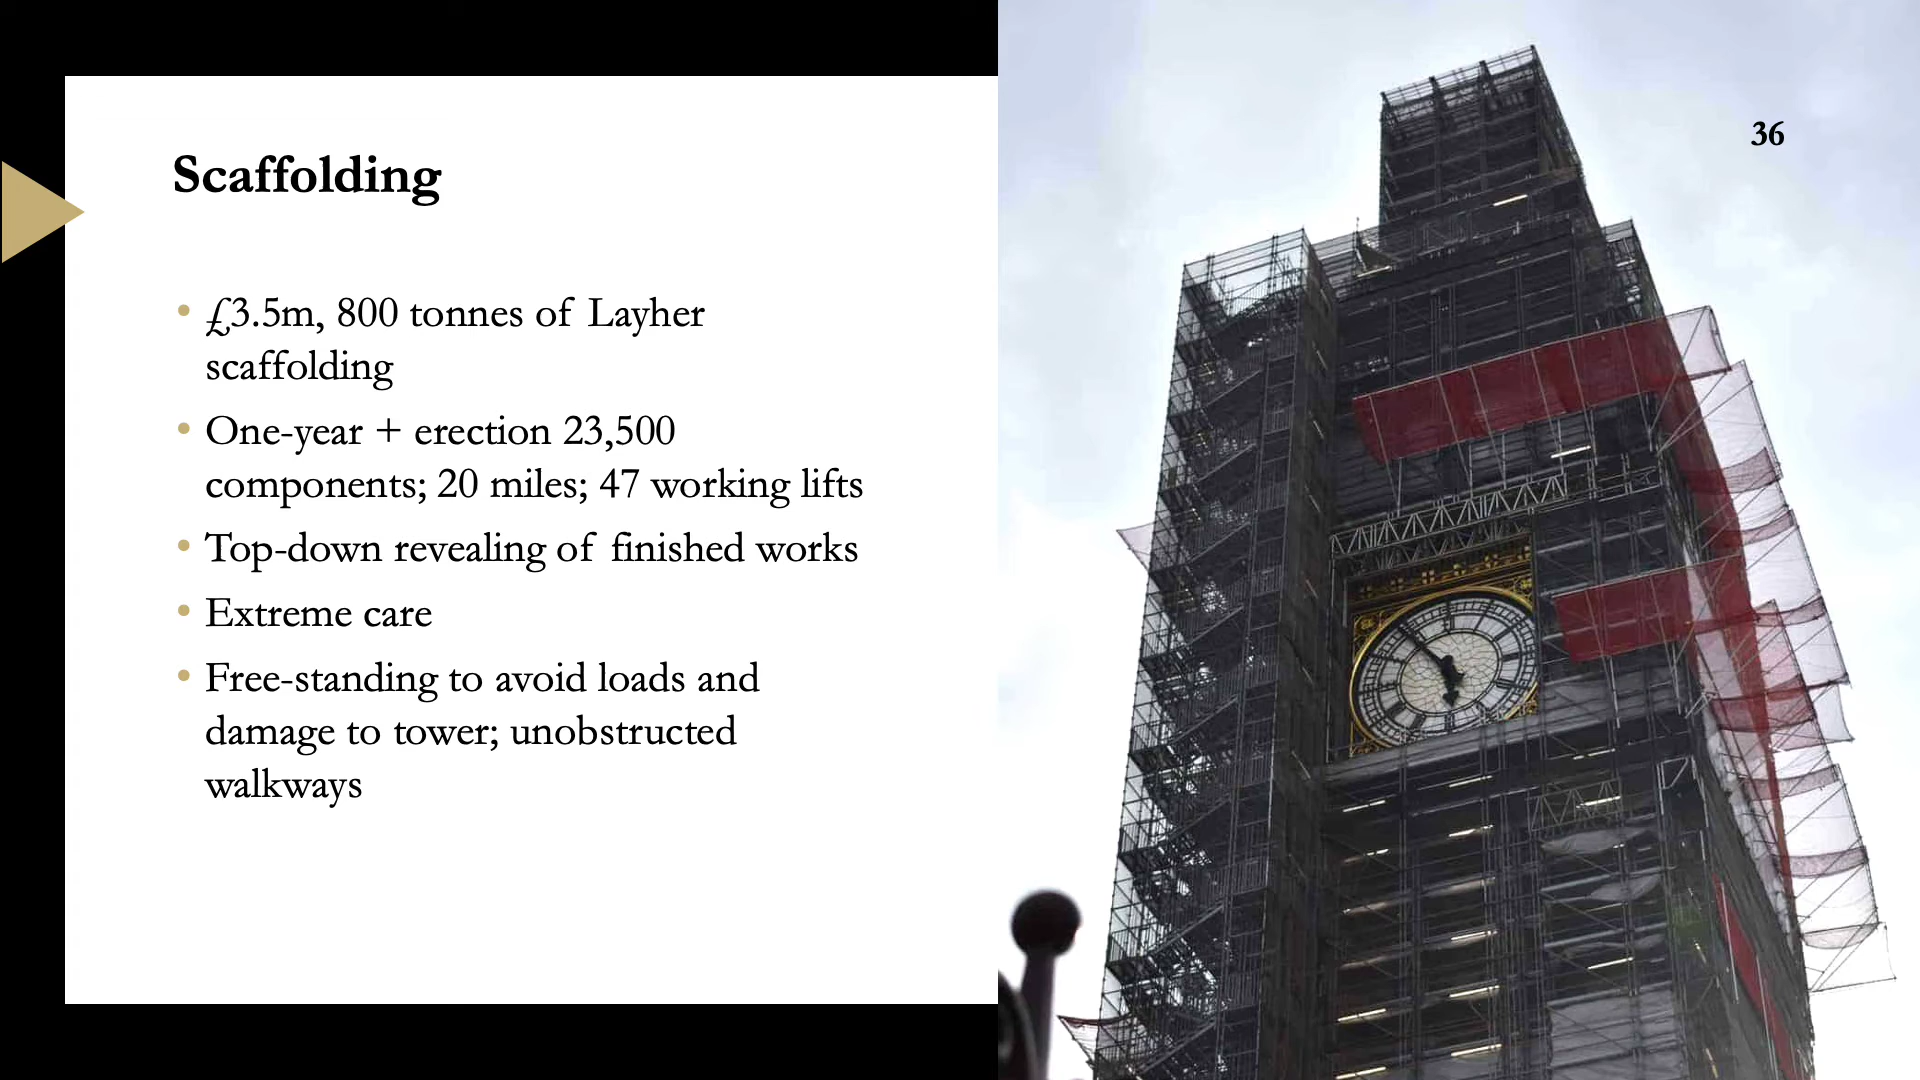 Scaffolding
36
• £3.5m, 800 tonnes of Layher
scaffolding
• One-year + erection 23,500
components; 20 miles; 47 working lifts
• Top-down revealing of finished works
• Extreme care
• Free-standing to avoid loads and
damage to tower; unobstructed
walkways